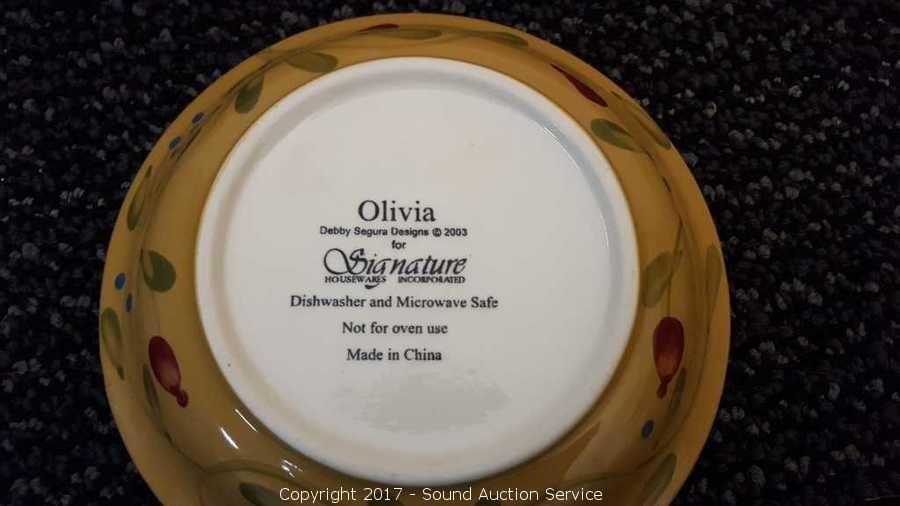 Olivia
Debby Segura Designs © 2003
for
Signature
HOUSEWARES INCORPORATED
Dishwasher and Microwave Safe
Not for oven use
Made in China
Copyright 2017 - Sound Auction Service